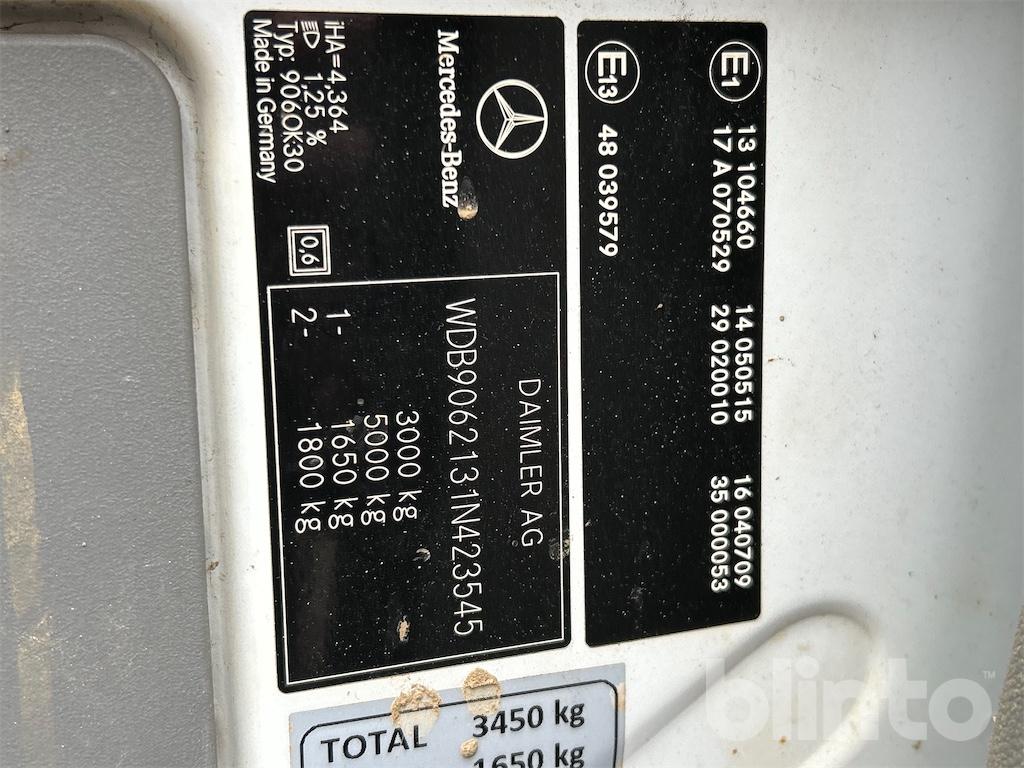 E1 13 104660 14 050515 16 040709
17 A 070529 29 020010 35 000053
E13 48 039579
Mercedes-Benz
DAIMLER AG
WDB9062131N423545
3000 kg
5000 kg
1- 1650 kg
2- 1800 kg
iHA=4,364
1,25 %
Typ: 906OK30
Made in Germany
0,6
TOTAL 3450 kg
1650 kg
blinto™